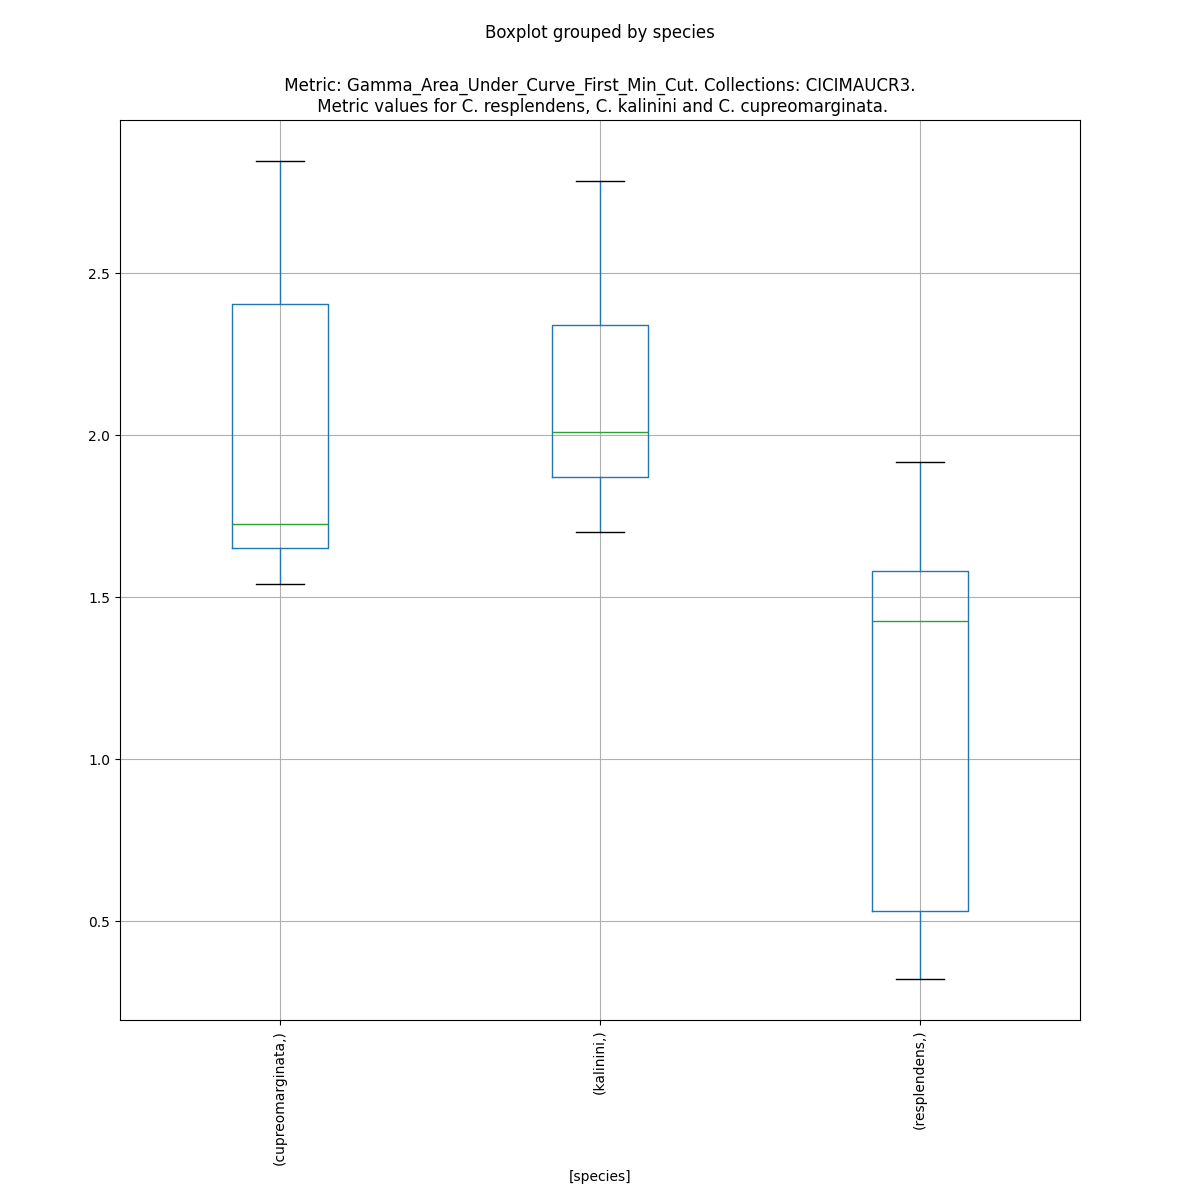 Boxplot grouped by species
Metric: Gamma_Area_Under_Curve_First_Min_Cut. Collections: CICIMAUCR3.
Metric values for C. resplendens, C. kalinini and C. cupreomarginata.
2.5
2.0
1.5
1.0
0.5
(cupreomarginata,)
(kalinini,)
(resplendens,)
[species]